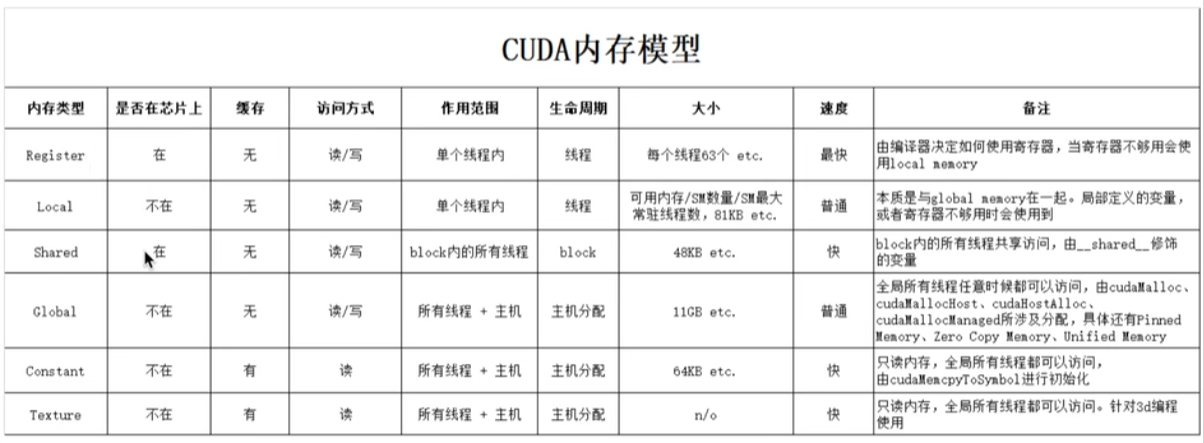 CUDA内存模型
内存类型 是否在芯片上 缓存 访问方式 作用范围 生命周期 大小 速度 备注
Register 在 无 读/写 单个线程内 线程 每个线程63个 etc. 最快 由编译器决定如何使用寄存器，当寄存器不够用会使
用local memory
Local 不在 无 读/写 单个线程内 线程 可用内存/SM数量/SM最大
常驻线程数，81KB etc. 普通 本质是与global memory在一起。局部定义的变量，
或者寄存器不够用时会使用到
Shared 在 无 读/写 block内的所有线程 block 48KB etc. 快 block内的所有线程共享访问，由__shared__修饰
的变量
Global 不在 无 读/写 所有线程 + 主机 主机分配 11GB etc. 普通 全局所有线程任意时候都可以访问，由cudaMalloc、
cudaMallocHost、cudaHostAlloc、
cudaMallocManaged所涉及分配，具体还有Pinned
Memory、Zero Copy Memory、Unified Memory
Constant 不在 有 读 所有线程 + 主机 主机分配 64KB etc. 快 只读内存，全局所有线程都可以访问，
由cudaMemcpyToSymbol进行初始化
Texture 不在 有 读 所有线程 + 主机 主机分配 n/o 快 只读内存，全局所有线程都可以访问。针对3d编程
使用